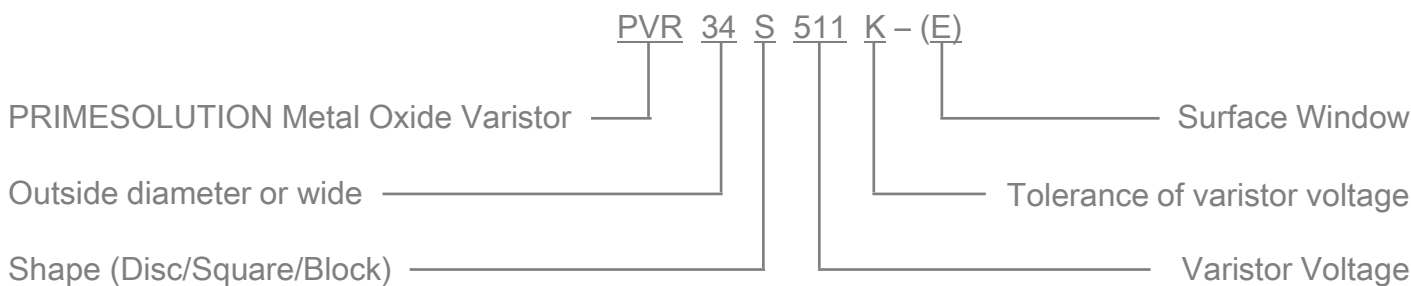 PVR 34 S 511 K – (E)
PRIMESOLUTION Metal Oxide Varistor
Surface Window
Outside diameter or wide
Tolerance of varistor voltage
Shape (Disc/Square/Block)
Varistor Voltage